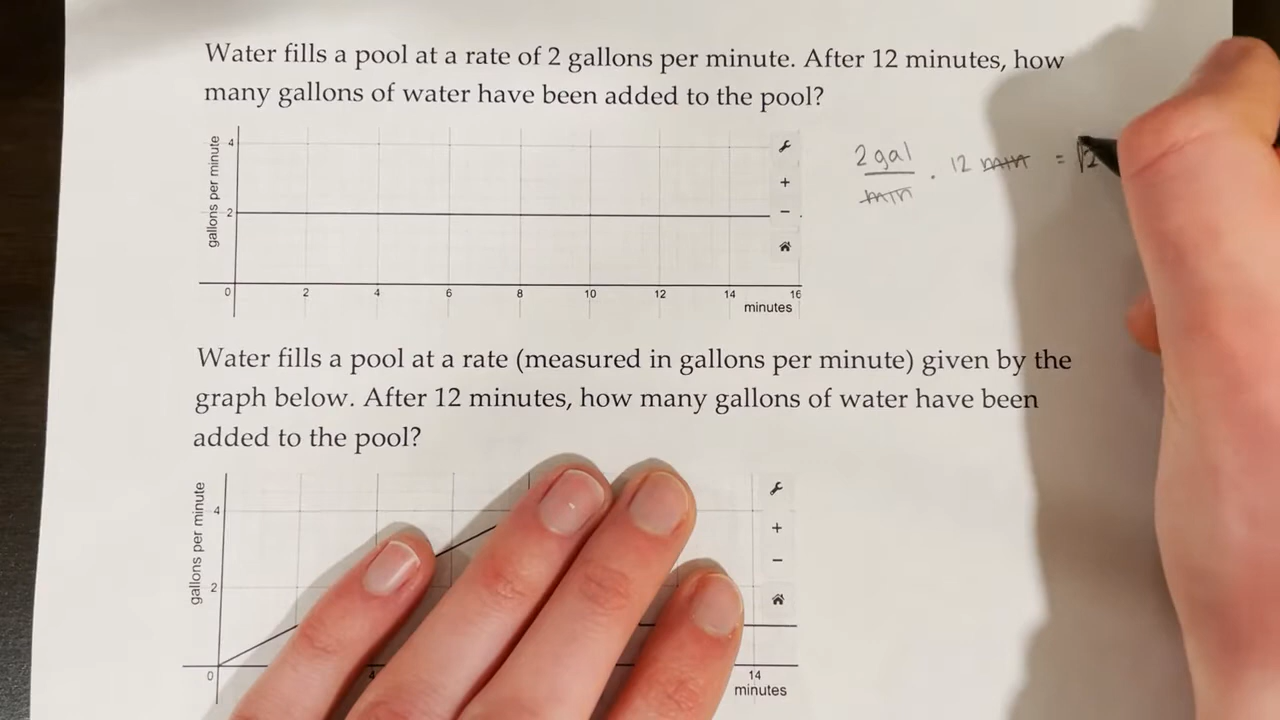 Water fills a pool at a rate of 2 gallons per minute. After 12 minutes, how
many gallons of water have been added to the pool?
gallons per minute
4
2
0 2 4 6 8 10 12 14 16
minutes
+
−
2 gal
min
· 12 min =
Water fills a pool at a rate (measured in gallons per minute) given by the
graph below. After 12 minutes, how many gallons of water have been
added to the pool?
gallons per minute
4
2
0 4 14
minutes
+
−